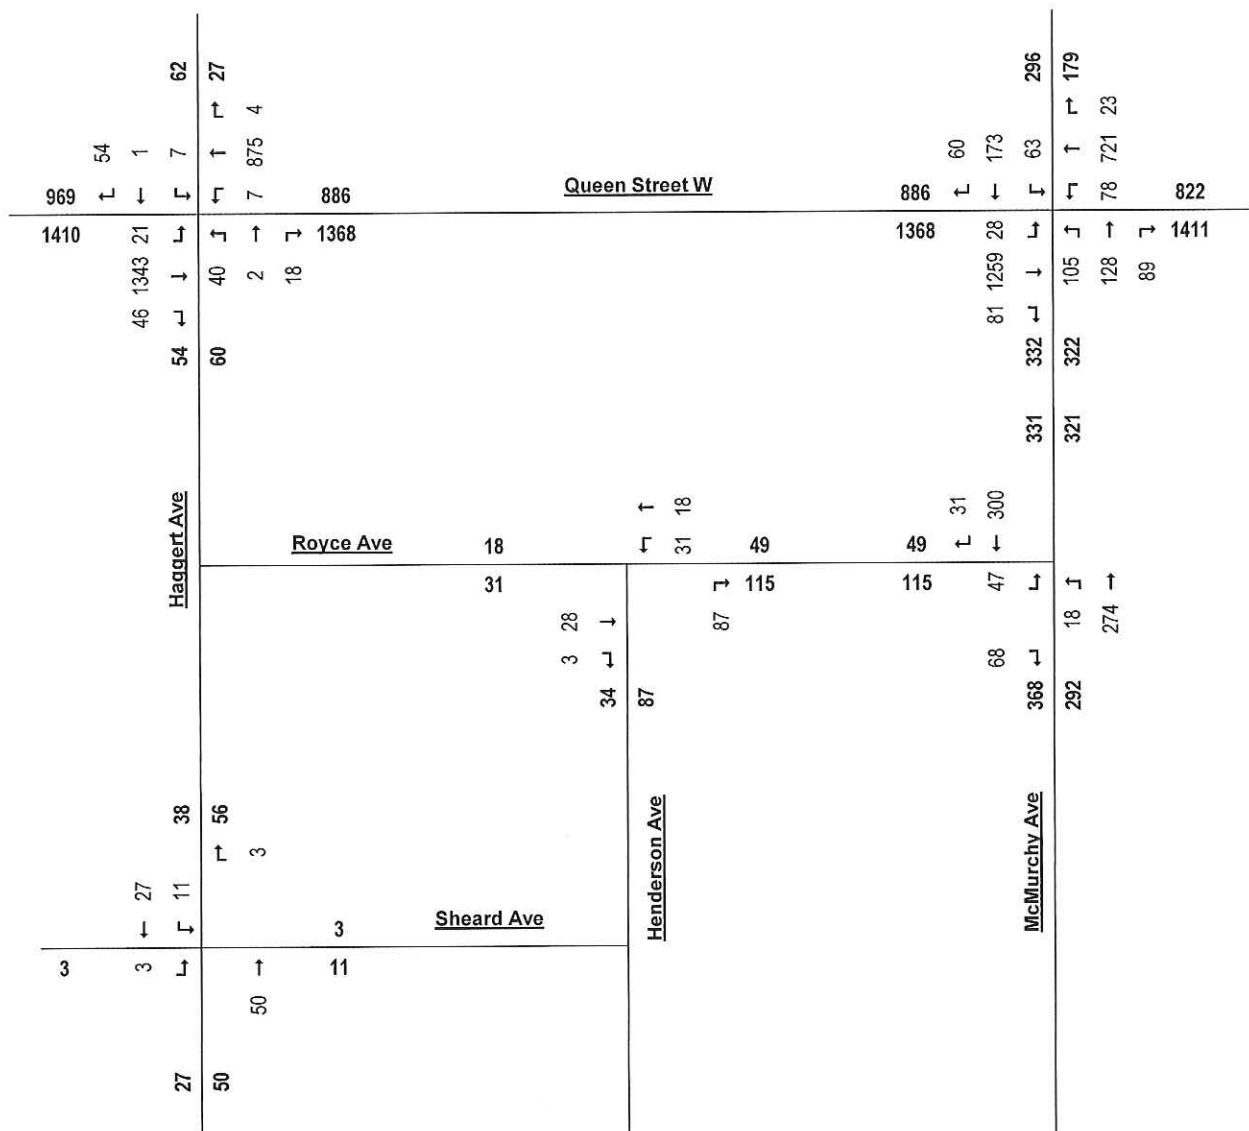 62 27 296 179
4 23
54 1 7 875 60 173 63 721
969 7 886 Queen Street W 886 78 822
1410 21 1368 1368 28 1411
1343 40 2 18 1259 105 128 89
46 81
54 60 332 322
331 321
Haggert Ave
18 31 300
Royce Ave 18 31 49 49
31 115 115 47
28 87 18 274
3 68
34 87 368 292
38 56
Henderson Ave
McMurchy Ave
3
27 11
3 Sheard Ave
3 3 11
50
27 50